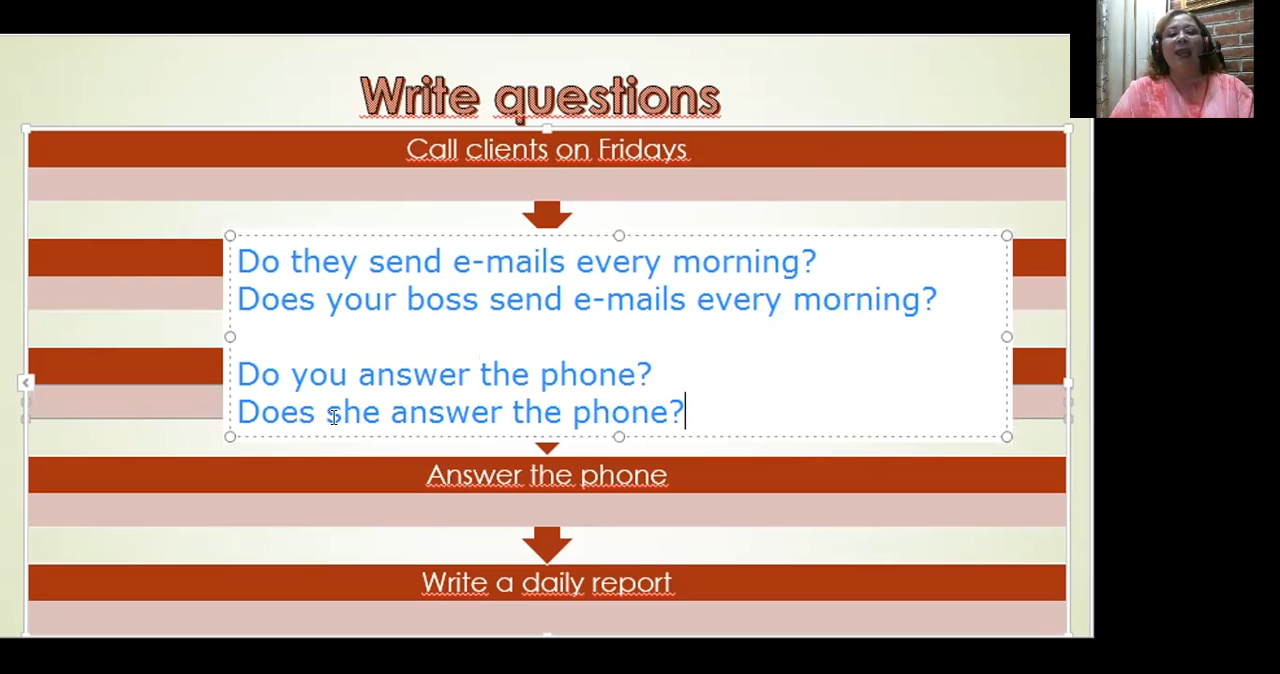 Write questions
Call clients on Fridays
Do they send e-mails every morning?
Does your boss send e-mails every morning?
Do you answer the phone?
Does she answer the phone?
Answer the phone
Write a daily report